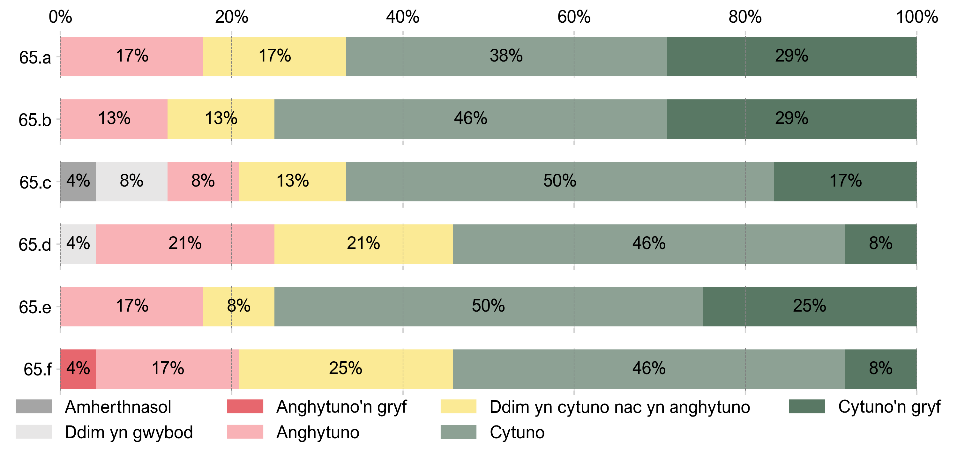 0% 20% 40% 60% 80% 100%
65.a 17% 17% 38% 29%
65.b 13% 13% 46% 29%
65.c 4% 8% 8% 13% 50% 17%
65.d 4% 21% 21% 46% 8%
65.e 17% 8% 50% 25%
65.f 4% 17% 25% 46% 8%
Amherthnasol Anghytuno'n gryf Ddim yn cytuno nac yn anghytuno Cytuno'n gryf
Ddim yn gwybod Anghytuno Cytuno